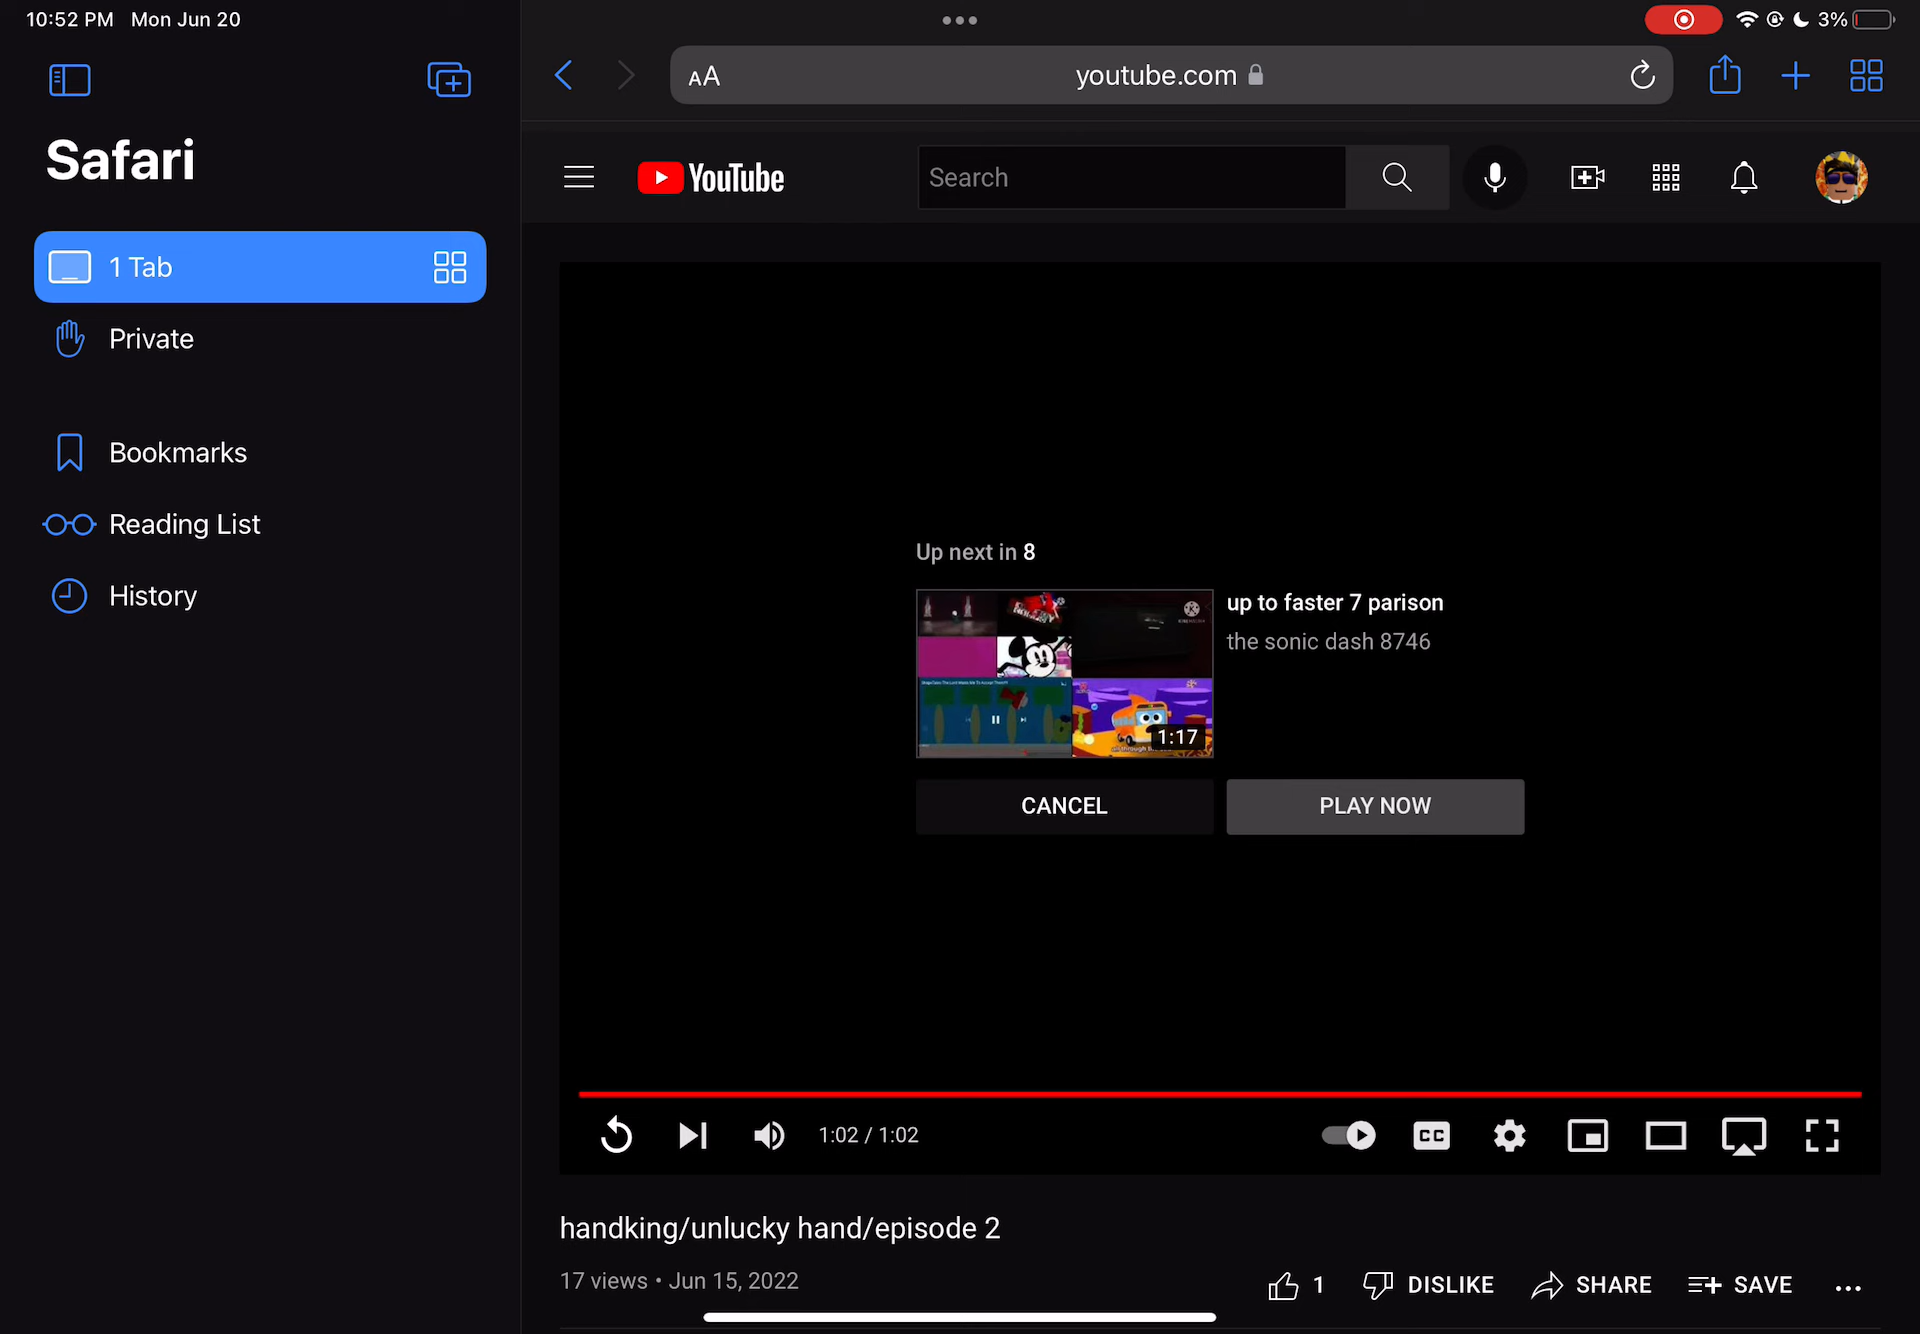 10:52 PM Mon Jun 20
3%
Safari
1 Tab
Private
Bookmarks
Reading List
History
AA
youtube.com
YouTube
Search
Up next in 8
up to faster 7 parison
the sonic dash 8746
1:17
CANCEL
PLAY NOW
1:02 / 1:02
CC
handking/unlucky hand/episode 2
17 views • Jun 15, 2022
1
DISLIKE
SHARE
SAVE